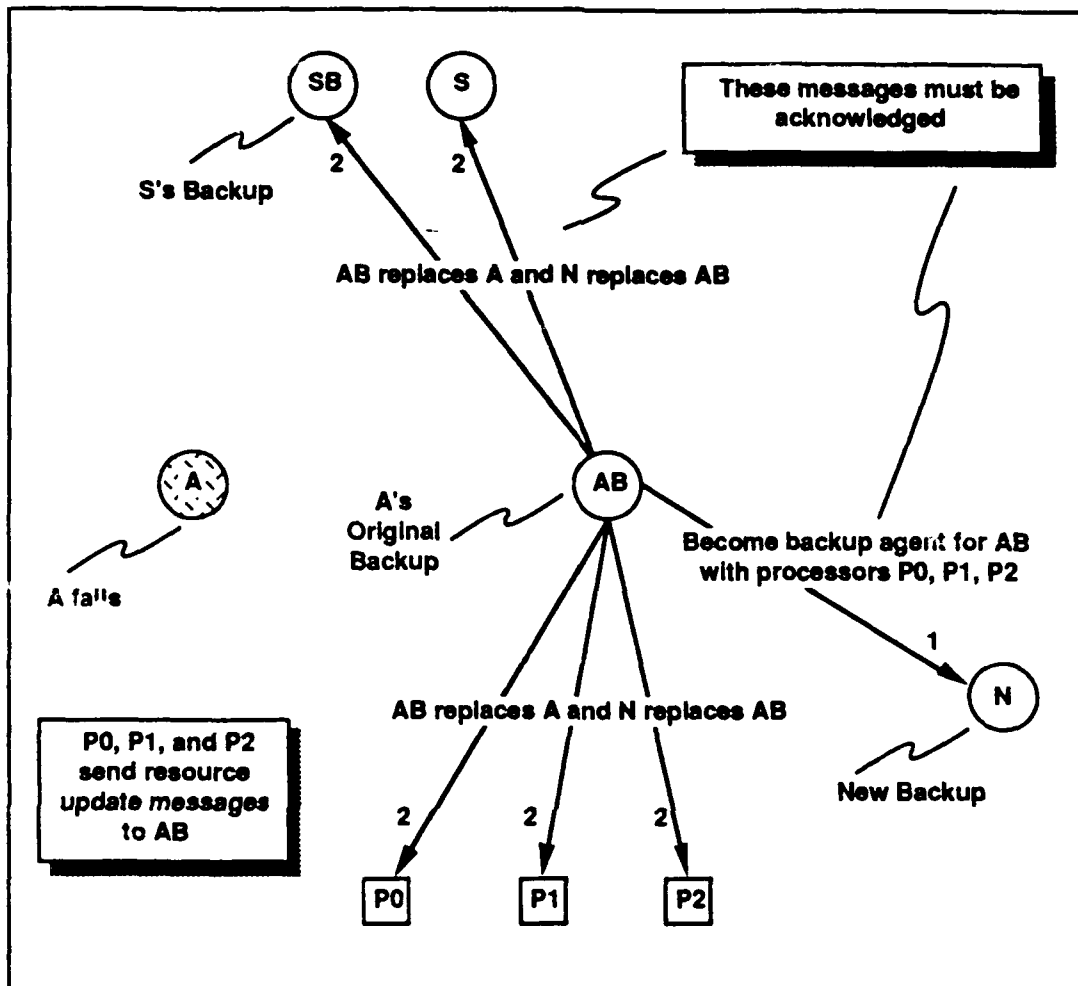 SB
S
These messages must be
acknowledged
2
2
S's Backup
AB replaces A and N replaces AB
A
AB
A's
Original
Backup
Become backup agent for AB
with processors P0, P1, P2
A fails
1
N
AB replaces A and N replaces AB
P0, P1, and P2
send resource
update messages
to AB
New Backup
2
2
2
P0
P1
P2